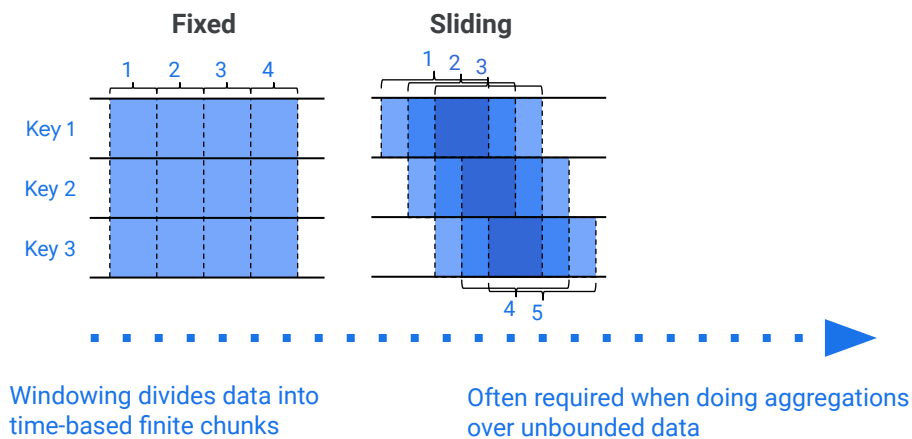 Fixed
Sliding
1 2 3 4
1 2 3
Key 1
Key 2
Key 3
4 5
Windowing divides data into
time-based finite chunks
Often required when doing aggregations
over unbounded data